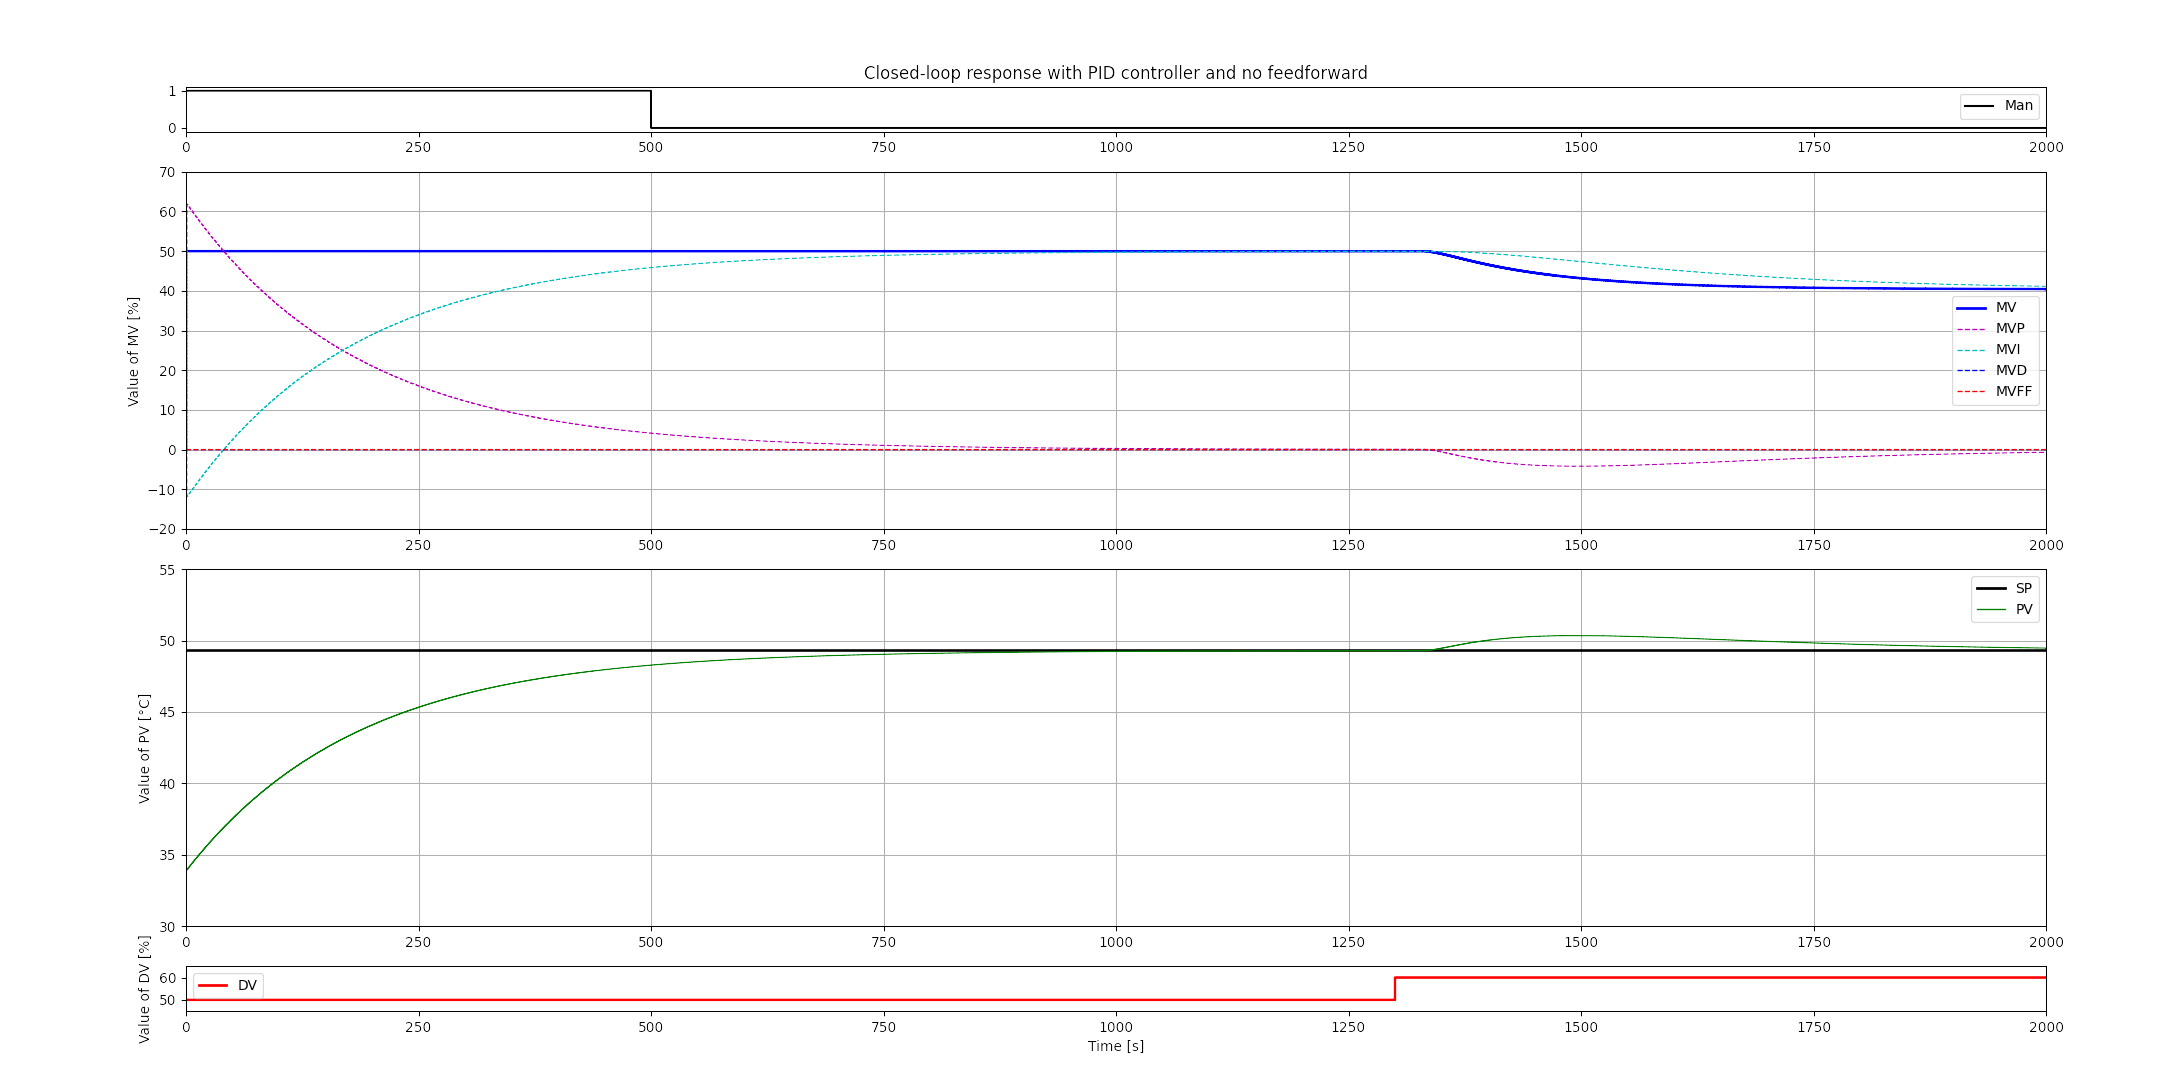 Closed-loop response with PID controller and no feedforward
1
0
Man
0 250 500 750 1000 1250 1500 1750 2000
Value of MV [%]
70
60
50
40
30
20
10
0
−10
−20
MV
MVP
MVI
MVD
MVFF
0 250 500 750 1000 1250 1500 1750 2000
Value of PV [°C]
55
50
45
40
35
30
SP
PV
0 250 500 750 1000 1250 1500 1750 2000
Value of DV [%]
60
50
DV
0 250 500 750 1000 1250 1500 1750 2000
Time [s]